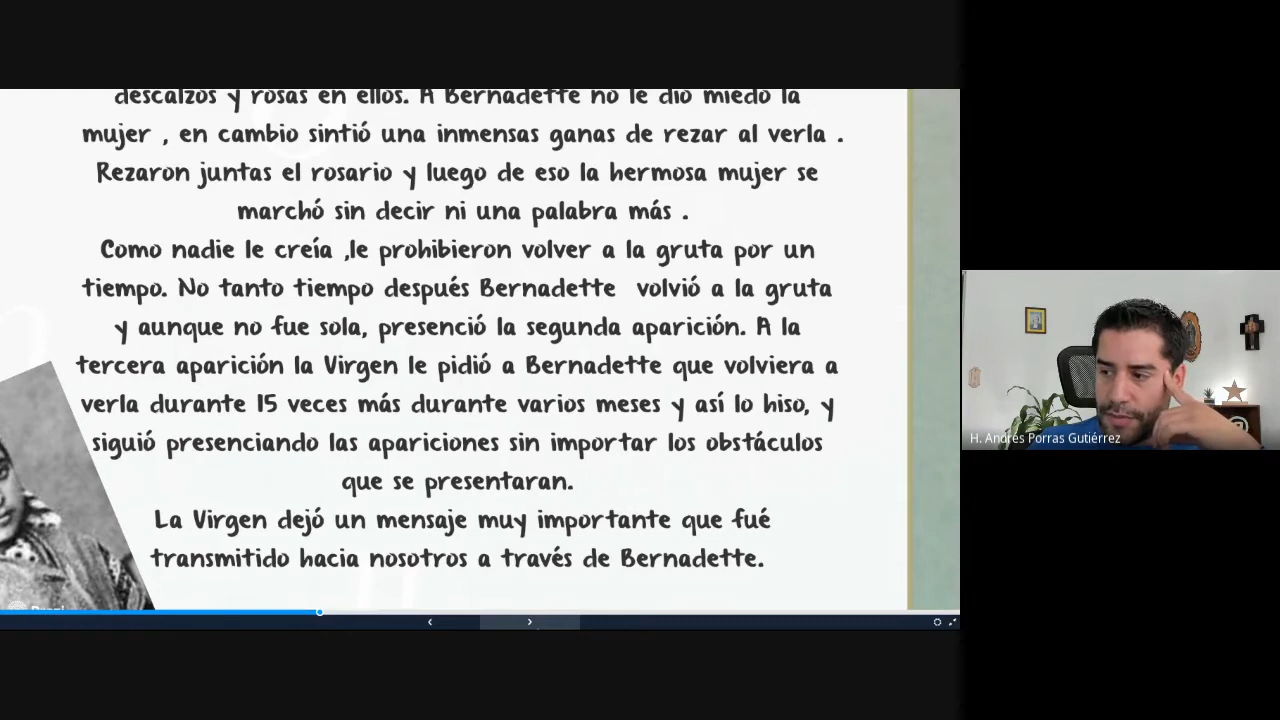 descalzos y rosas en ellos. A Bernadette no le dio miedo la
mujer , en cambio sintió una inmensas ganas de rezar al verla .
Rezaron juntas el rosario y luego de eso la hermosa mujer se
marchó sin decir ni una palabra más .
Como nadie le creía ,le prohibieron volver a la gruta por un
tiempo. No tanto tiempo después Bernadette volvió a la gruta
y aunque no fue sola, presenció la segunda aparición. A la
tercera aparición la Virgen le pidió a Bernadette que volviera a
verla durante 15 veces más durante varios meses y así lo hiso, y
siguió presenciando las apariciones sin importar los obstáculos
que se presentaran.
La Virgen dejó un mensaje muy importante que fué
transmitido hacia nosotros a través de Bernadette.
H. Andrés Porras Gutiérrez